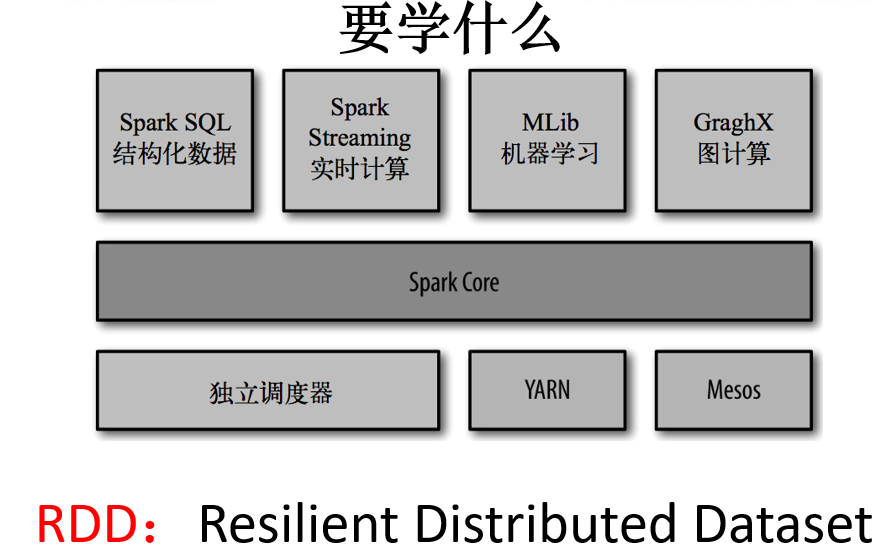 要学什么
Spark SQL
结构化数据
Spark
Streaming
实时计算
MLib
机器学习
GraghX
图计算
Spark Core
独立调度器
YARN
Mesos
RDD： Resilient Distributed Dataset